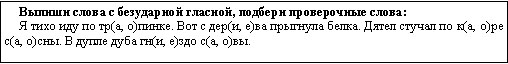 Выпиши слова с безударной гласной, подбери проверочные слова:
Я тихо иду по тр(а, о)пинке. Вот с дер(и, е)ва прыгнула белка. Дятел стучал по к(а, о)ре
с(а, о)сны. В дупле дуба гн(и, е)здо с(а, о)вы.